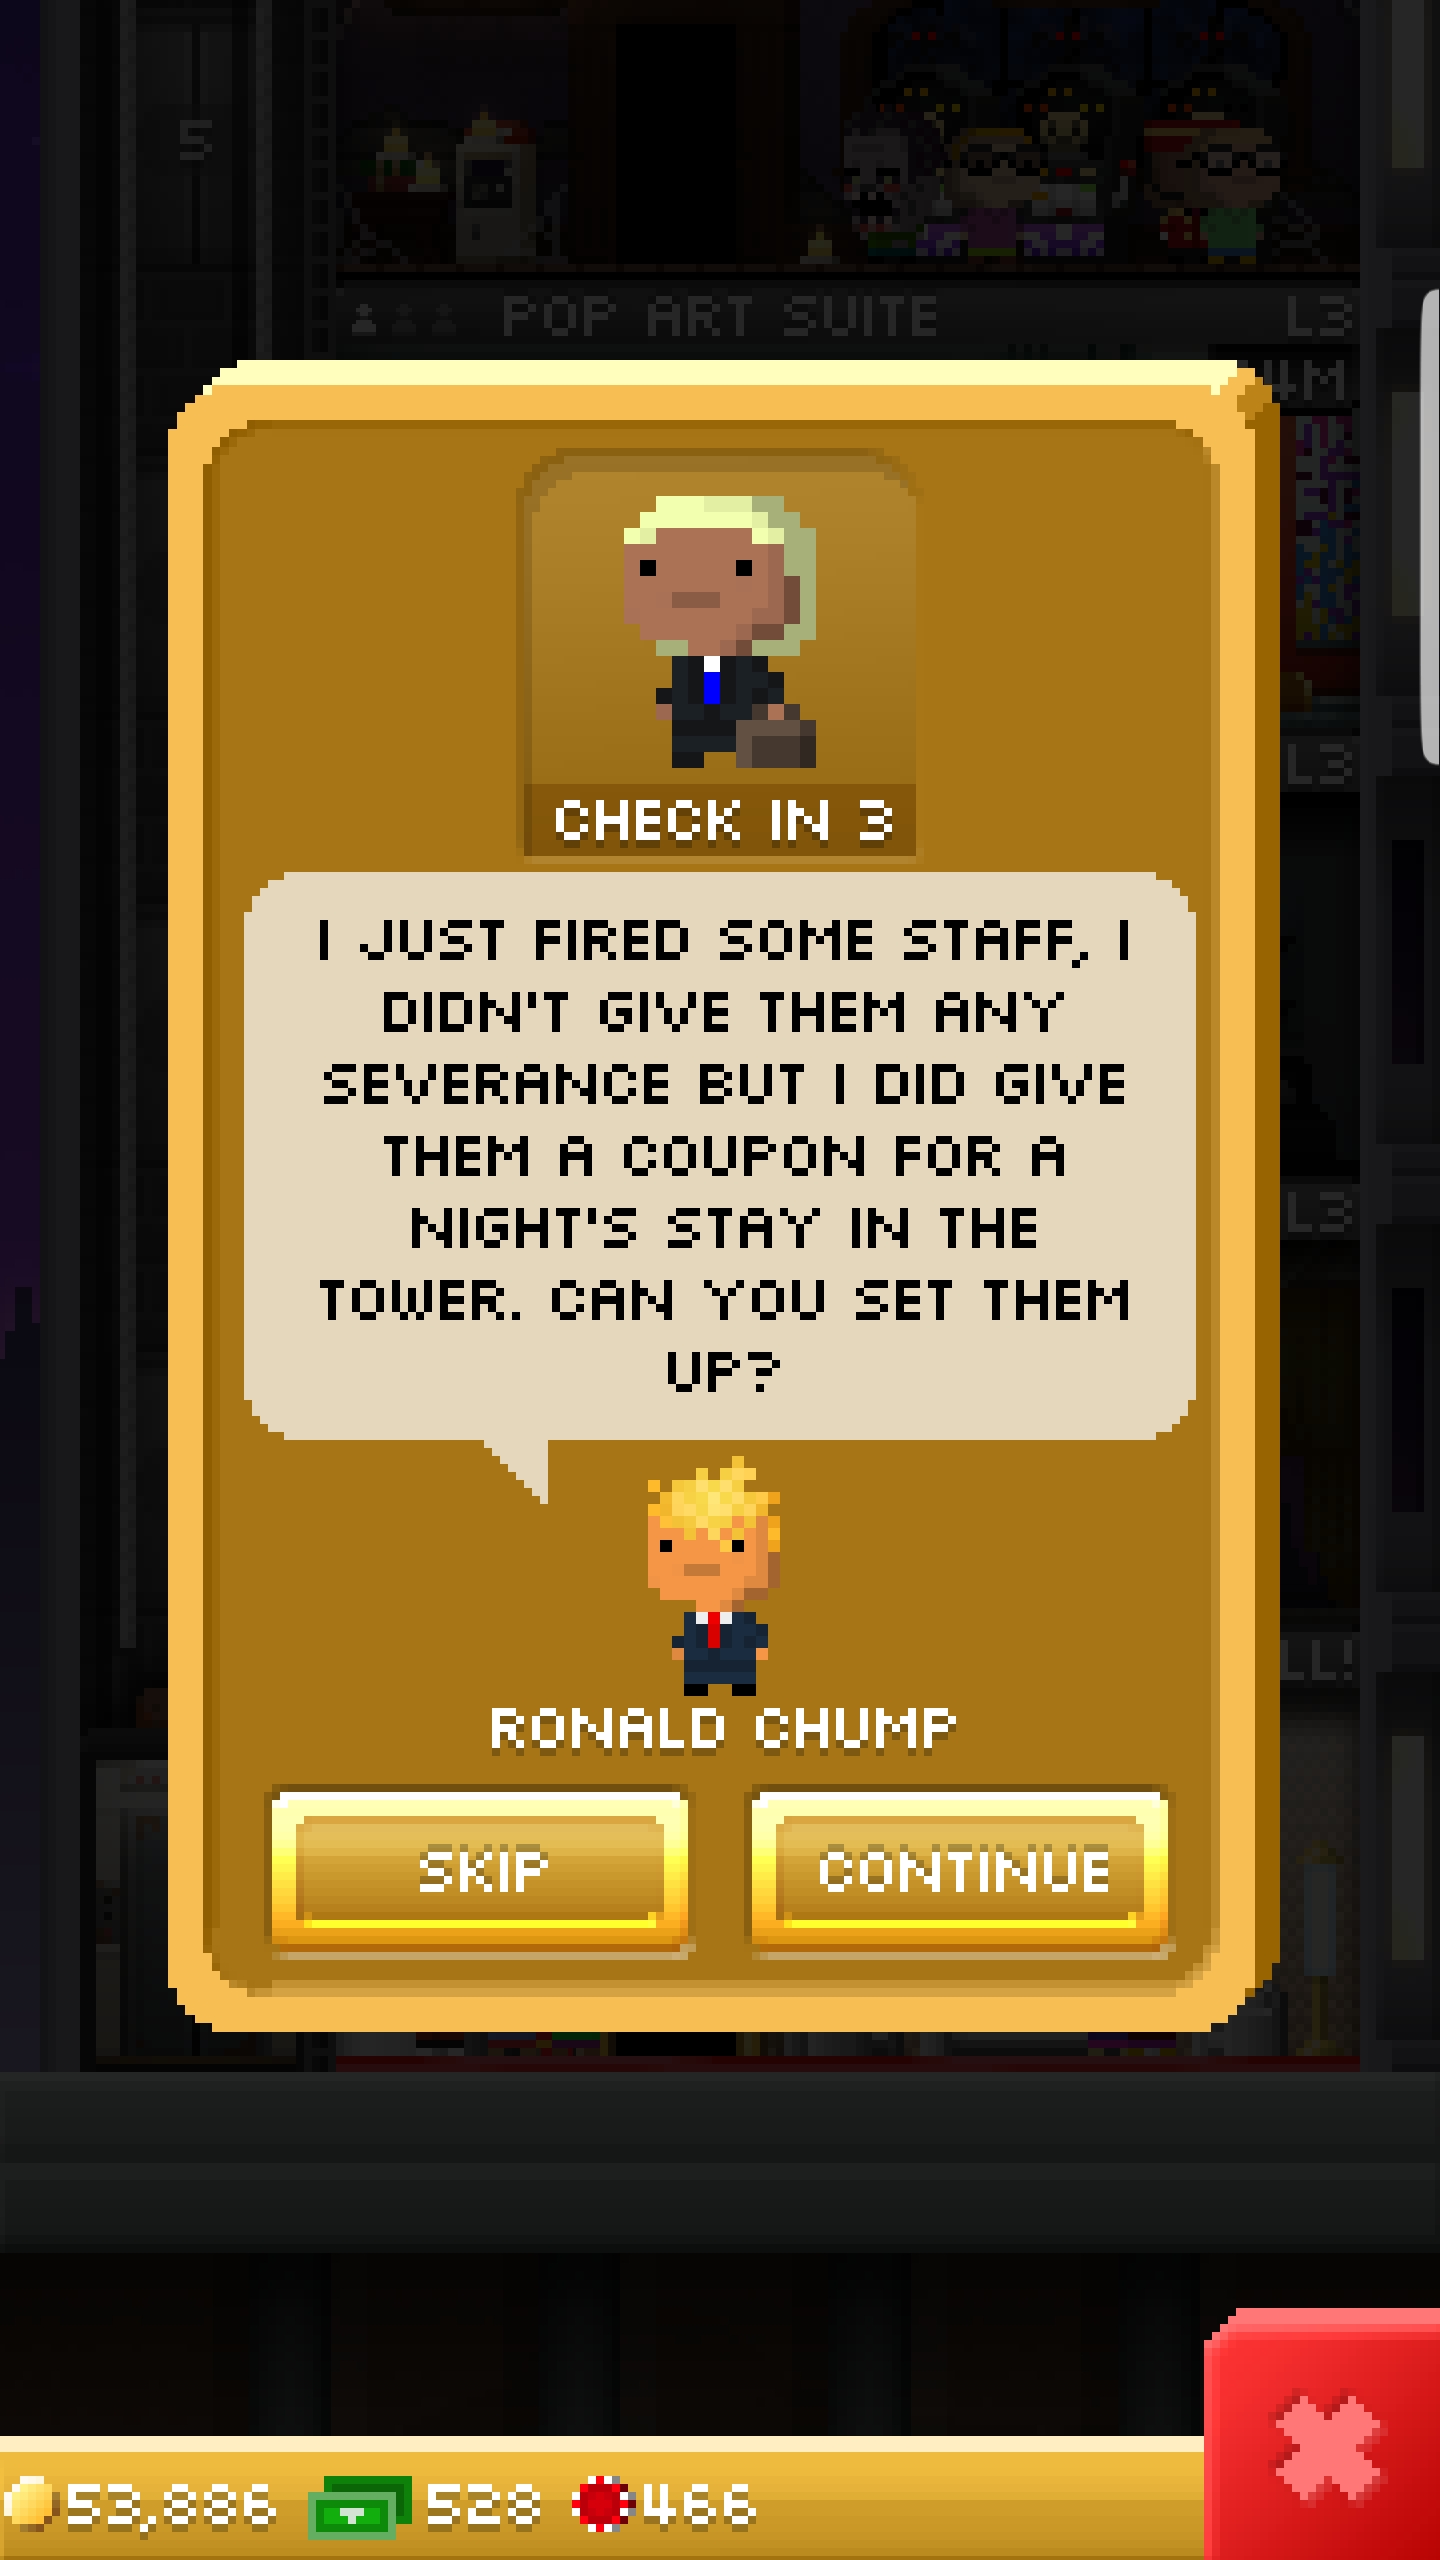 5
POP ART SUITE L3
4M
CHECK IN 3
L3
I JUST FIRED SOME STAFF, I
DIDN'T GIVE THEM ANY
SEVERANCE BUT I DID GIVE
THEM A COUPON FOR A
NIGHT'S STAY IN THE
L3
TOWER. CAN YOU SET THEM
UP?
LL!
RONALD CHUMP
SKIP CONTINUE
53,886 528 466